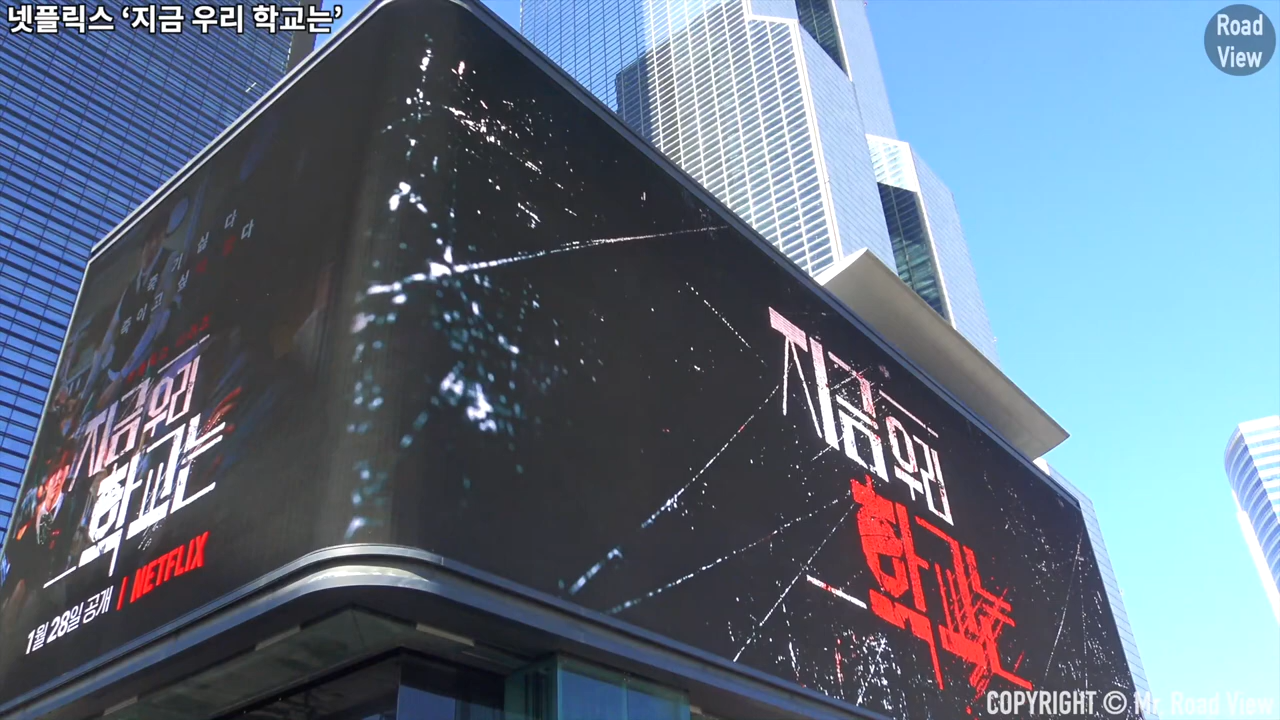 넷플릭스 ‘지금 우리 학교는’
Road
View
지금 우리
학교는
1월 28일 공개 | NETFLIX
지금 우리
학교는
COPYRIGHT © Mr. Road View